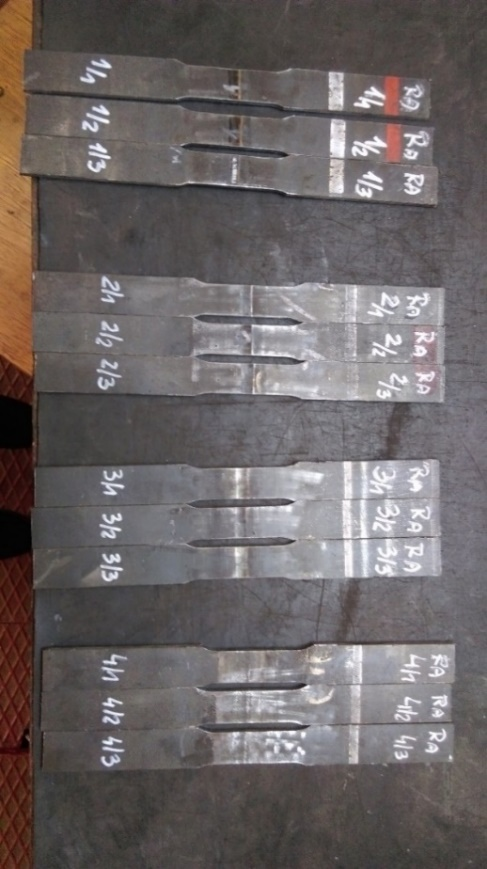 1/1 1/1 RA
1/2 1/2 RA
1/3 1/3 RA
2/1 2/1 RA
2/2 2/2 RA
2/3 2/3 RA
3/1 3/1 RA
3/2 3/2 RA
3/3 3/3 RA
4/1 4/1 RA
4/2 4/2 RA
4/3 4/3 RA